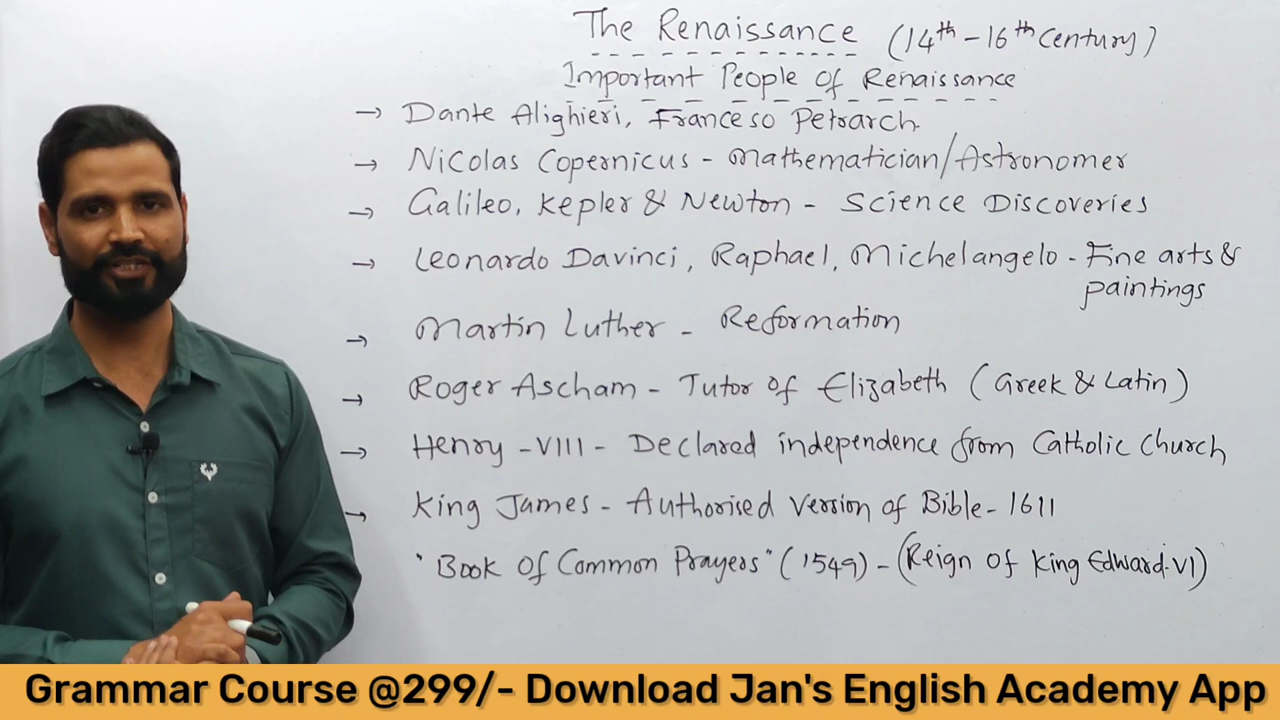 The Renaissance (14th-16th Century)
Important People of Renaissance
→ Dante Alighieri, Franceso Petrarch.
→ Nicolas Copernicus - Mathematician/Astronomer
→ Galileo, Kepler & Newton - Science Discoveries
→ Leonardo Davinci, Raphael, Michelangelo - Fine arts &
paintings
→ Martin Luther - Reformation
→ Roger Ascham - Tutor of Elizabeth (Greek & Latin)
→ Henry -VIII - Declared independence from Catholic Church
→ King James - Authorised Version of Bible - 1611
"Book Of Common Prayers" (1549) - (Reign of King Edward-VI)
Grammar Course @299/- Download Jan's English Academy App